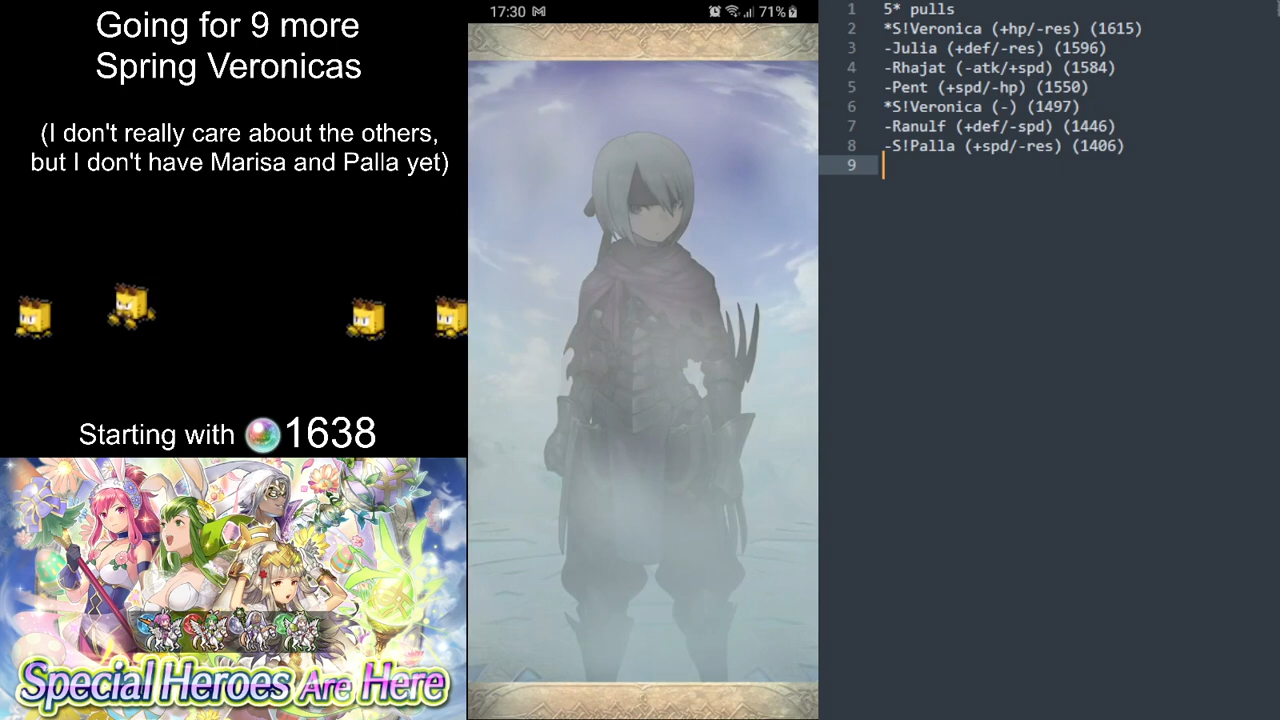 Going for 9 more
Spring Veronicas
(I don't really care about the others,
but I don't have Marisa and Palla yet)
Starting with 1638
Special Heroes Are Here
17:30
71%
1 5* pulls
2 *S!Veronica (+hp/-res) (1615)
3 -Julia (+def/-res) (1596)
4 -Rhajat (-atk/+spd) (1584)
5 -Pent (+spd/-hp) (1550)
6 *S!Veronica (-) (1497)
7 -Ranulf (+def/-spd) (1446)
8 -S!Palla (+spd/-res) (1406)
9